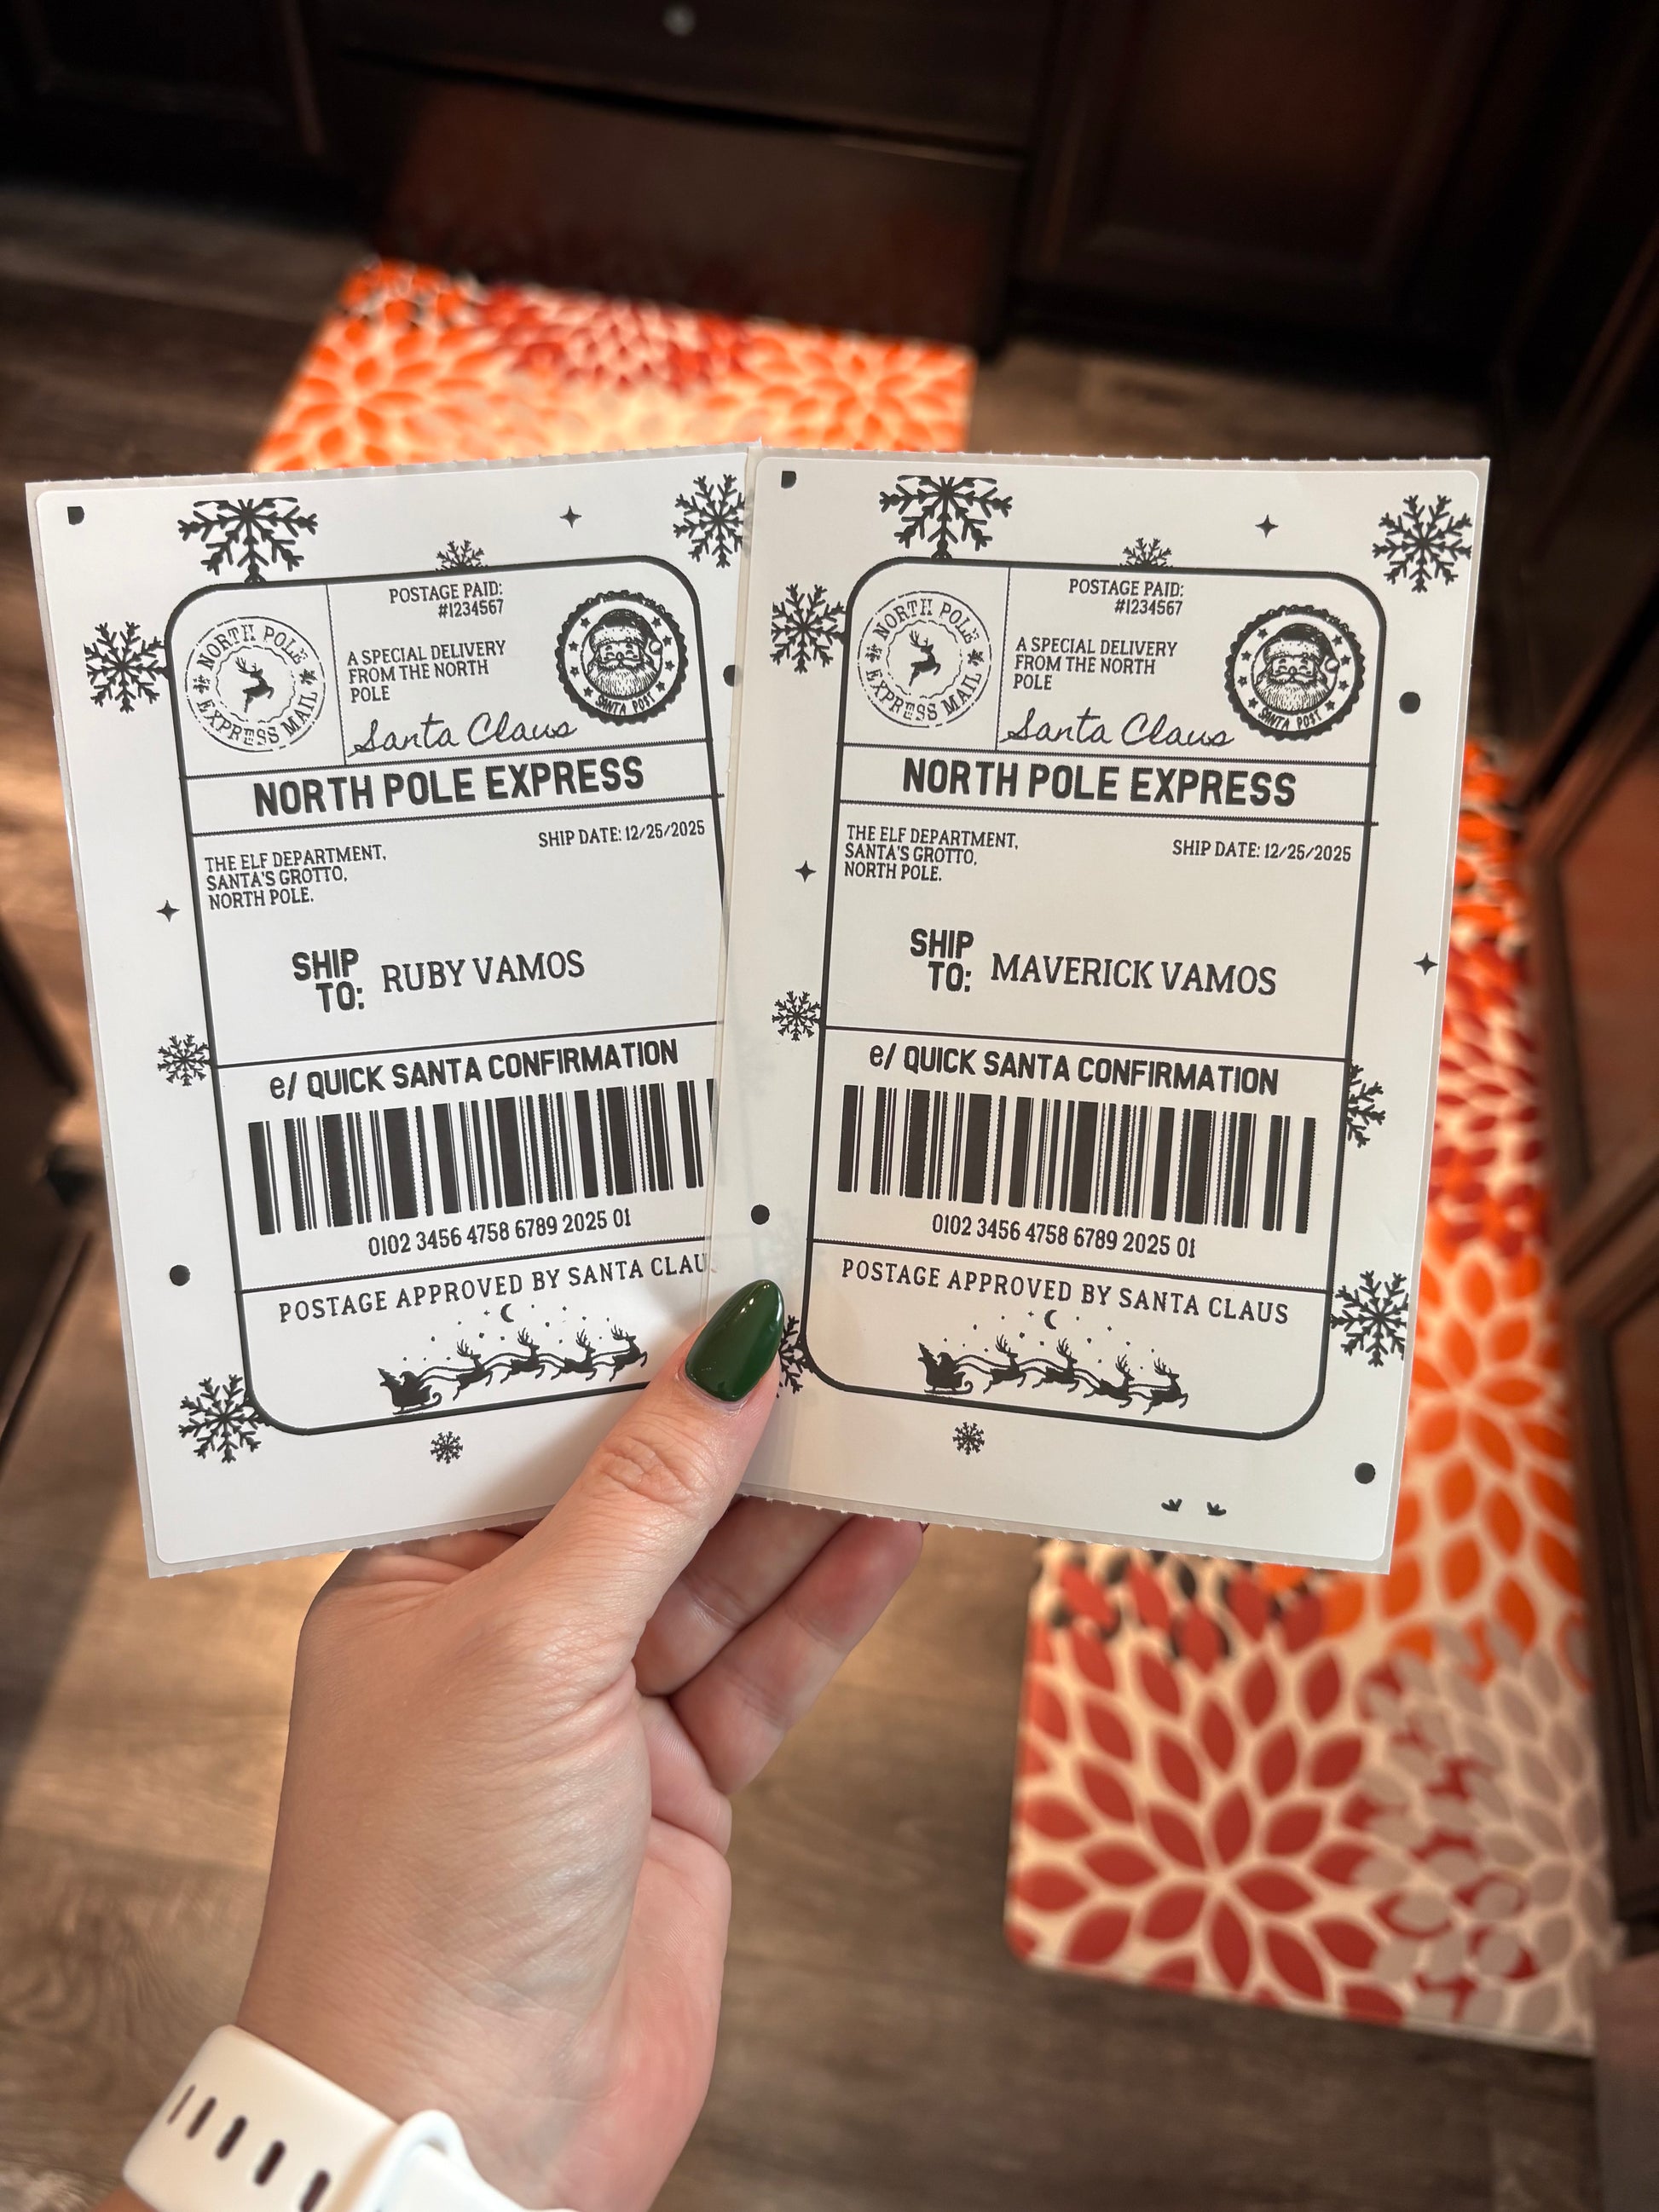 NORTH POLE
EXPRESS MAIL
POSTAGE PAID:
#1234567
A SPECIAL DELIVERY
FROM THE NORTH
POLE
Santa Claus
SANTA POST
NORTH POLE EXPRESS
THE ELF DEPARTMENT,
SANTA'S GROTTO,
NORTH POLE.
SHIP DATE: 12/25/2025
SHIP
TO:
RUBY VAMOS
e/ QUICK SANTA CONFIRMATION
0102 3456 4758 6789 2025 01
POSTAGE APPROVED BY SANTA CLAU
NORTH POLE
EXPRESS MAIL
POSTAGE PAID:
#1234567
A SPECIAL DELIVERY
FROM THE NORTH
POLE
Santa Claus
SANTA POST
NORTH POLE EXPRESS
THE ELF DEPARTMENT,
SANTA'S GROTTO,
NORTH POLE.
SHIP DATE: 12/25/2025
SHIP
TO:
MAVERICK VAMOS
e/ QUICK SANTA CONFIRMATION
0102 3456 4758 6789 2025 01
POSTAGE APPROVED BY SANTA CLAUS